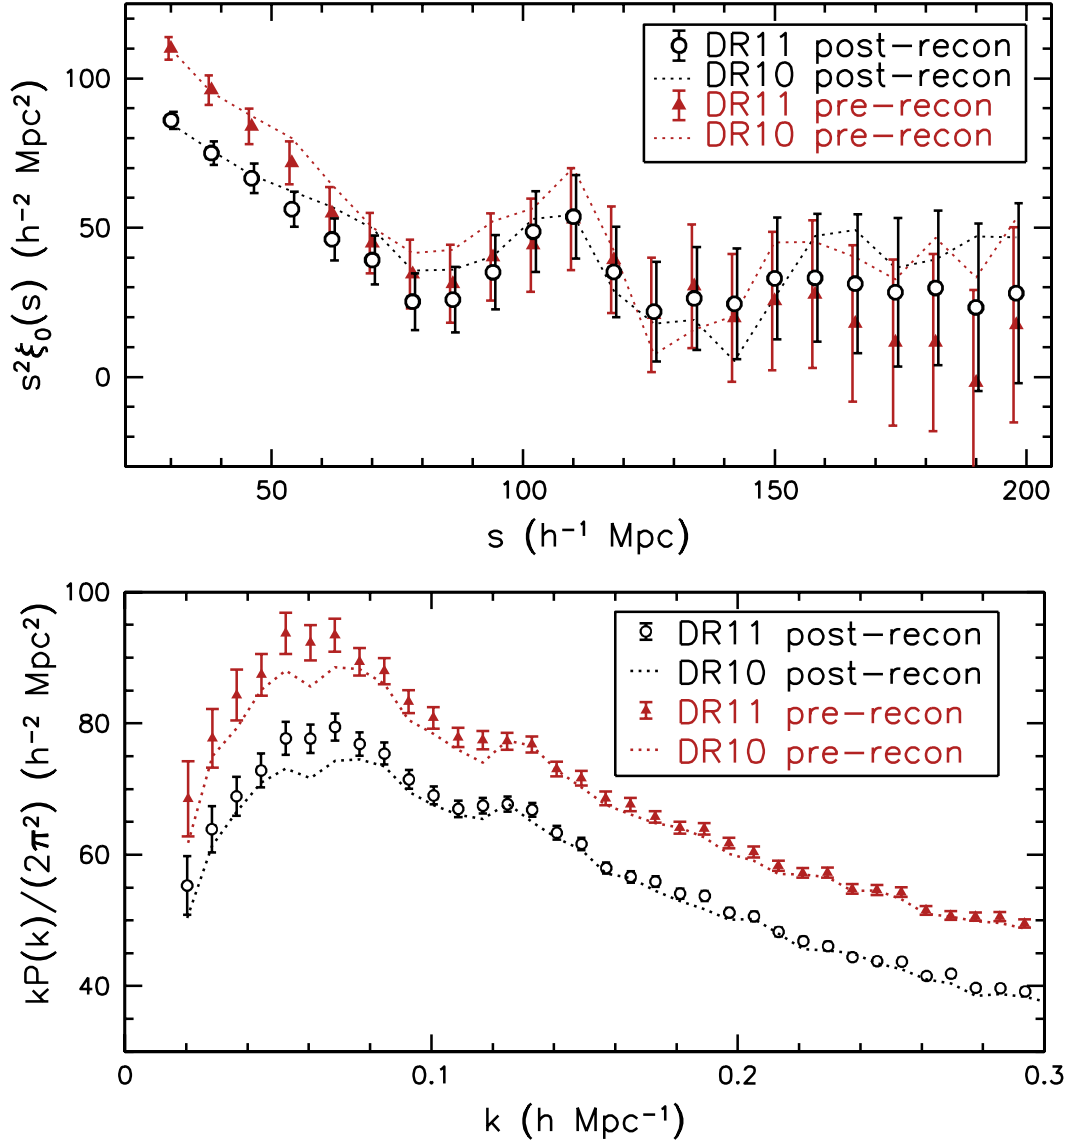 DR11 post-recon
DR10 post-recon
DR11 pre-recon
DR10 pre-recon
100
50
0
s²ξ₀(s) (h⁻² Mpc²)
50 100 150 200
s (h⁻¹ Mpc)
DR11 post-recon
DR10 post-recon
DR11 pre-recon
DR10 pre-recon
100
80
60
40
kP(k)/(2π²) (h⁻² Mpc²)
0 0.1 0.2 0.3
k (h Mpc⁻¹)